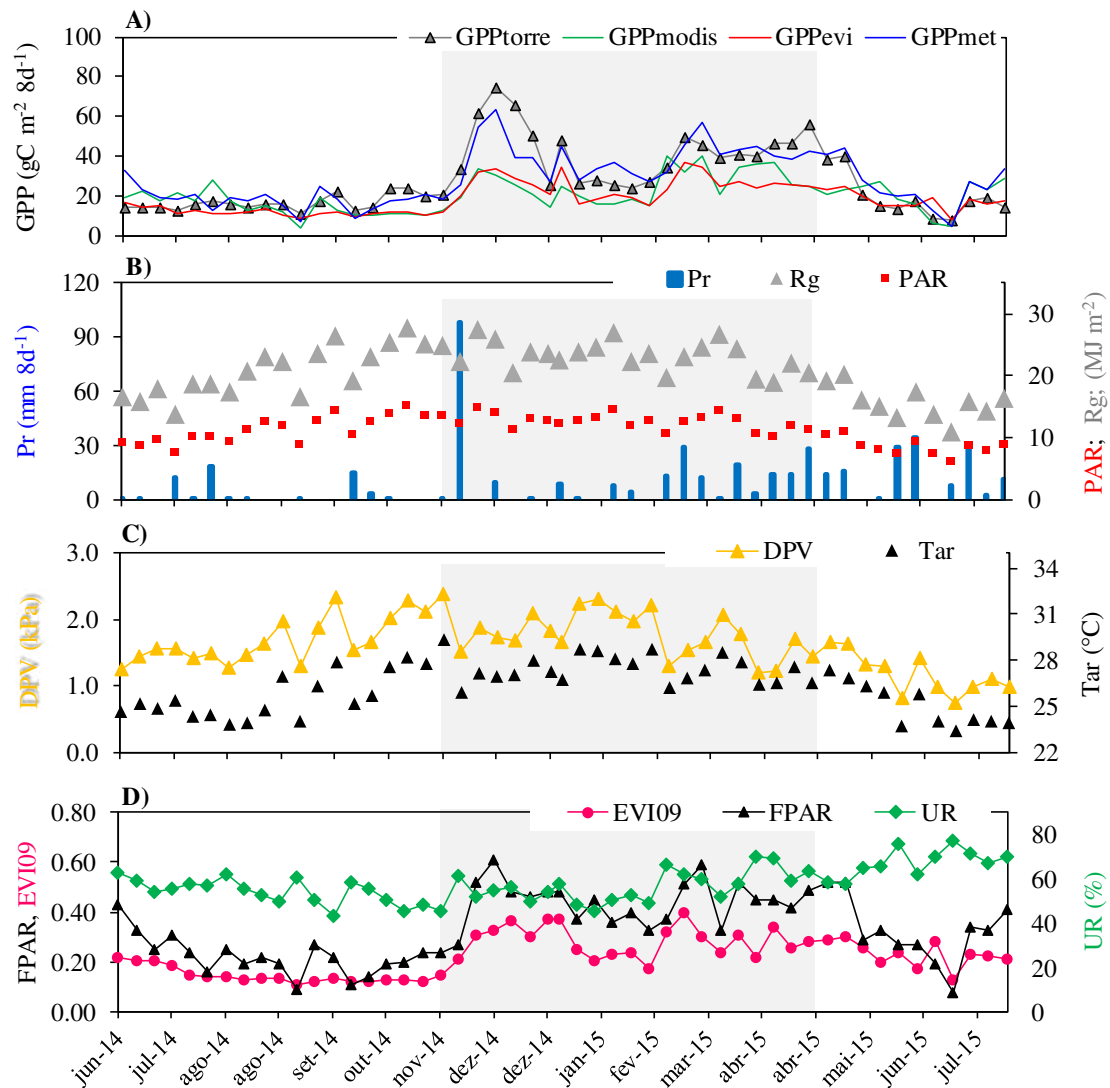 A)
GPPtorre GPPmodis GPPevi GPPmet
GPP (gC m-2 8d-1)
100
80
60
40
20
0
B)
Pr Rg PAR
Pr (mm 8d-1)
120
90
60
30
0
30
20
10
0
PAR; Rg; (MJ m-2)
C)
DPV Tar
DPV (kPa)
3.0
2.0
1.0
0.0
34
31
28
25
22
Tar (°C)
D)
EVI09 FPAR UR
FPAR, EVI09
0.80
0.60
0.40
0.20
0.00
80
60
40
20
0
UR (%)
jun-14 jul-14 ago-14 ago-14 set-14 out-14 nov-14 dez-14 dez-14 jan-15 fev-15 mar-15 abr-15 abr-15 mai-15 jun-15 jul-15